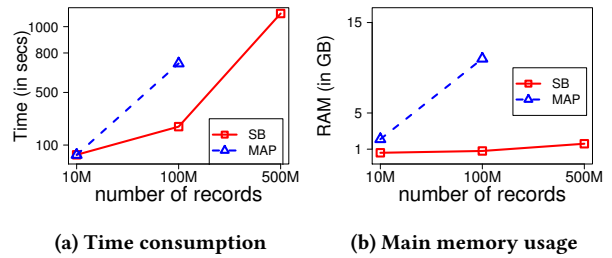 Time (in secs)
1000
800
500
100
SB
MAP
10M 100M 500M
number of records
(a) Time consumption
RAM (in GB)
15
5
1
SB
MAP
10M 100M 500M
number of records
(b) Main memory usage